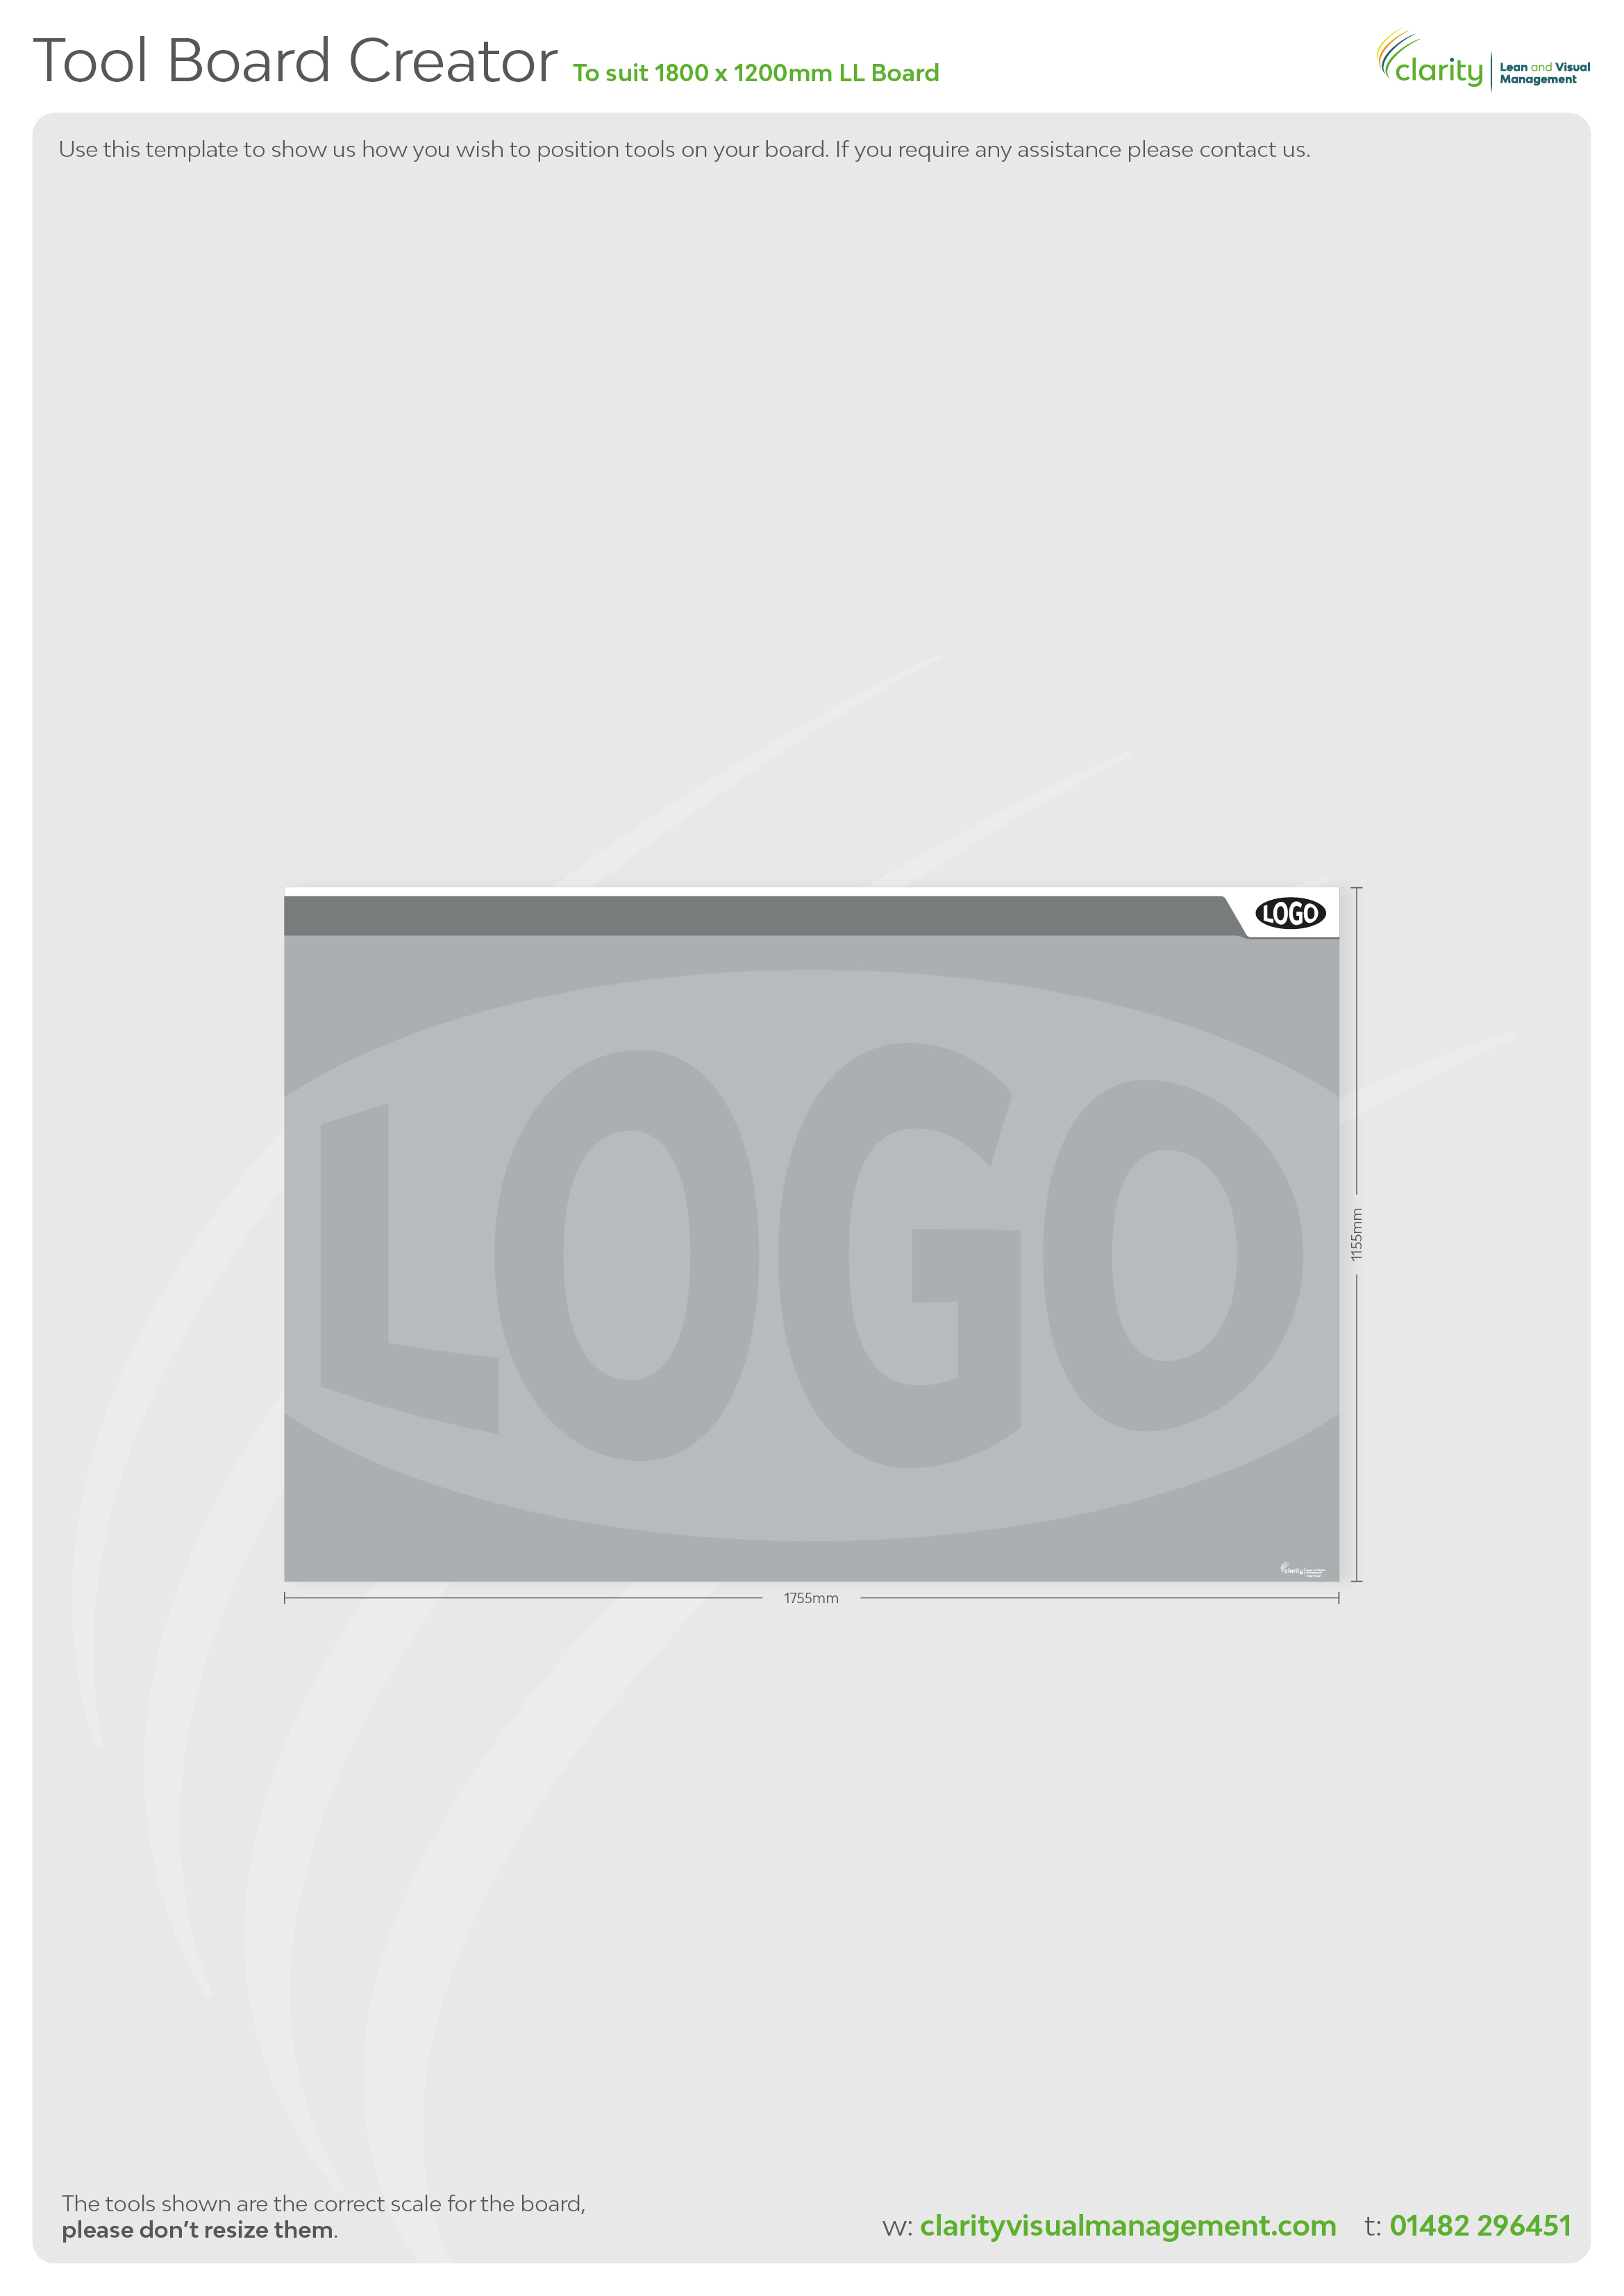 Tool Board Creator To suit 1800 x 1200mm LL Board
clarity
Lean and Visual
Management
Use this template to show us how you wish to position tools on your board. If you require any assistance please contact us.
LOGO
LOGO
1155mm
clarity
1755mm
The tools shown are the correct scale for the board,
please don’t resize them.
w: clarityvisualmanagement.com t: 01482 296451